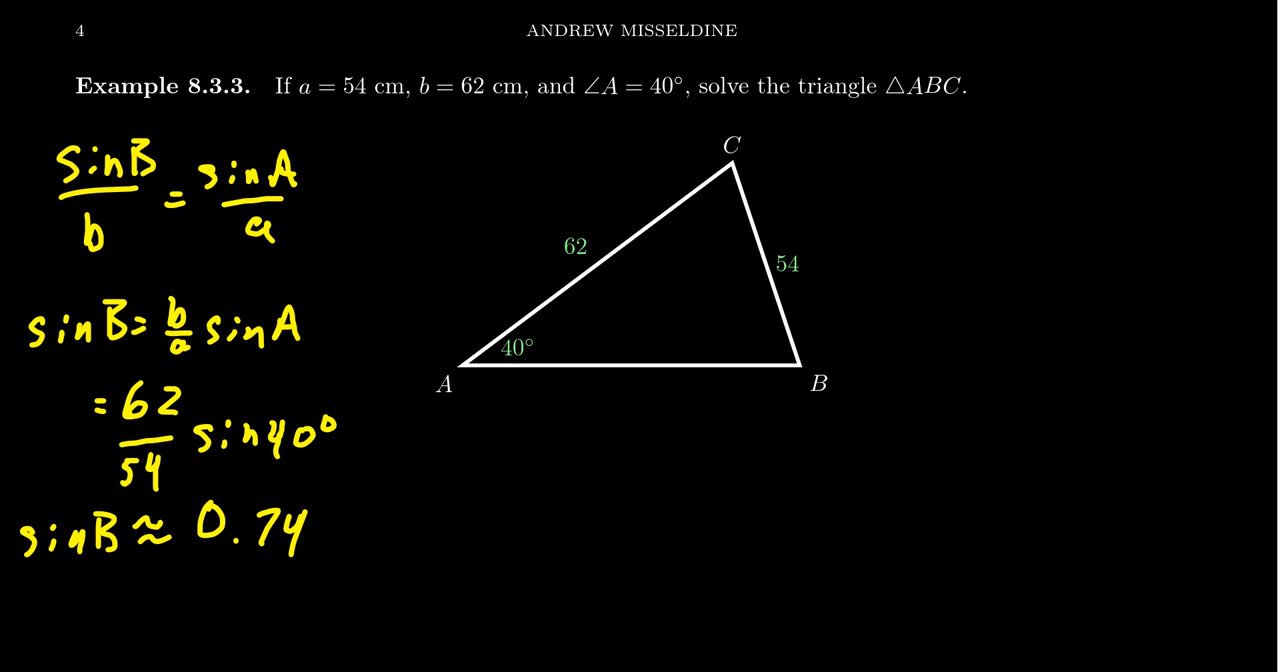 4 ANDREW MISSELDINE
Example 8.3.3. If a = 54 cm, b = 62 cm, and ∠A = 40°, solve the triangle △ABC.
sinB/b = sinA/a
sinB = b/a sinA
= 62/54 sin40°
sinB ≈ 0.74
C
62
54
40°
A
B